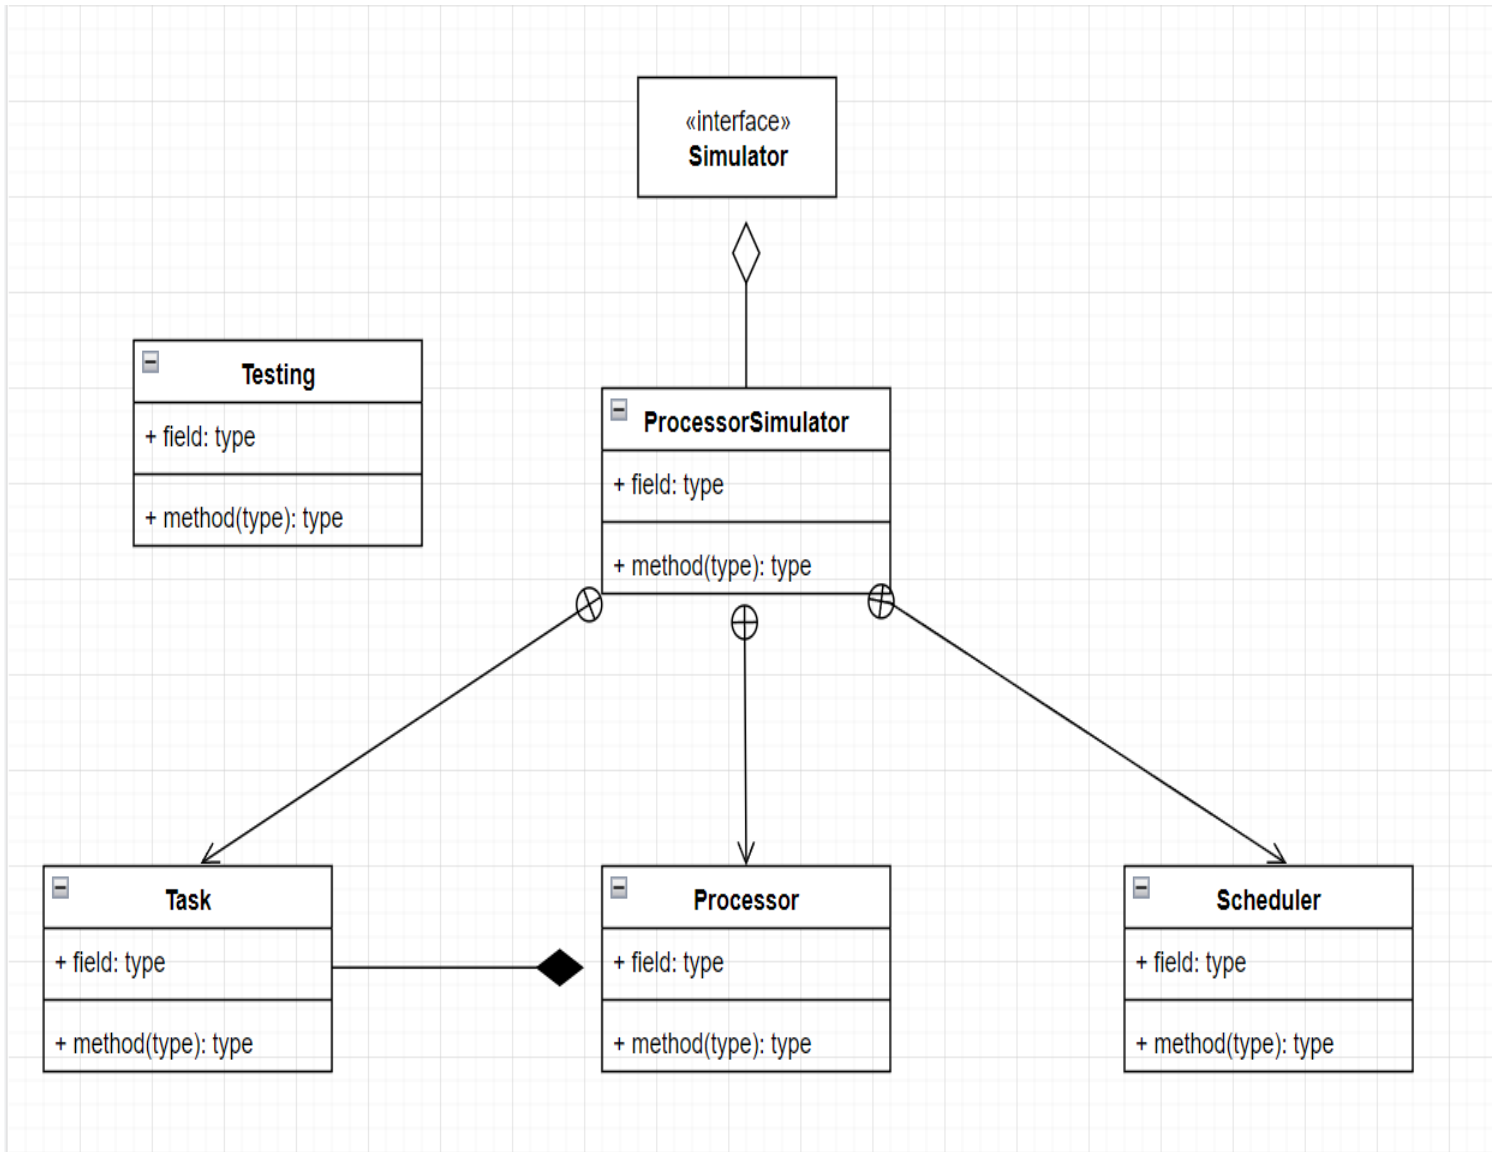 «interface»
Simulator
Testing
+ field: type
+ method(type): type
ProcessorSimulator
+ field: type
+ method(type): type
Task
+ field: type
+ method(type): type
Processor
+ field: type
+ method(type): type
Scheduler
+ field: type
+ method(type): type